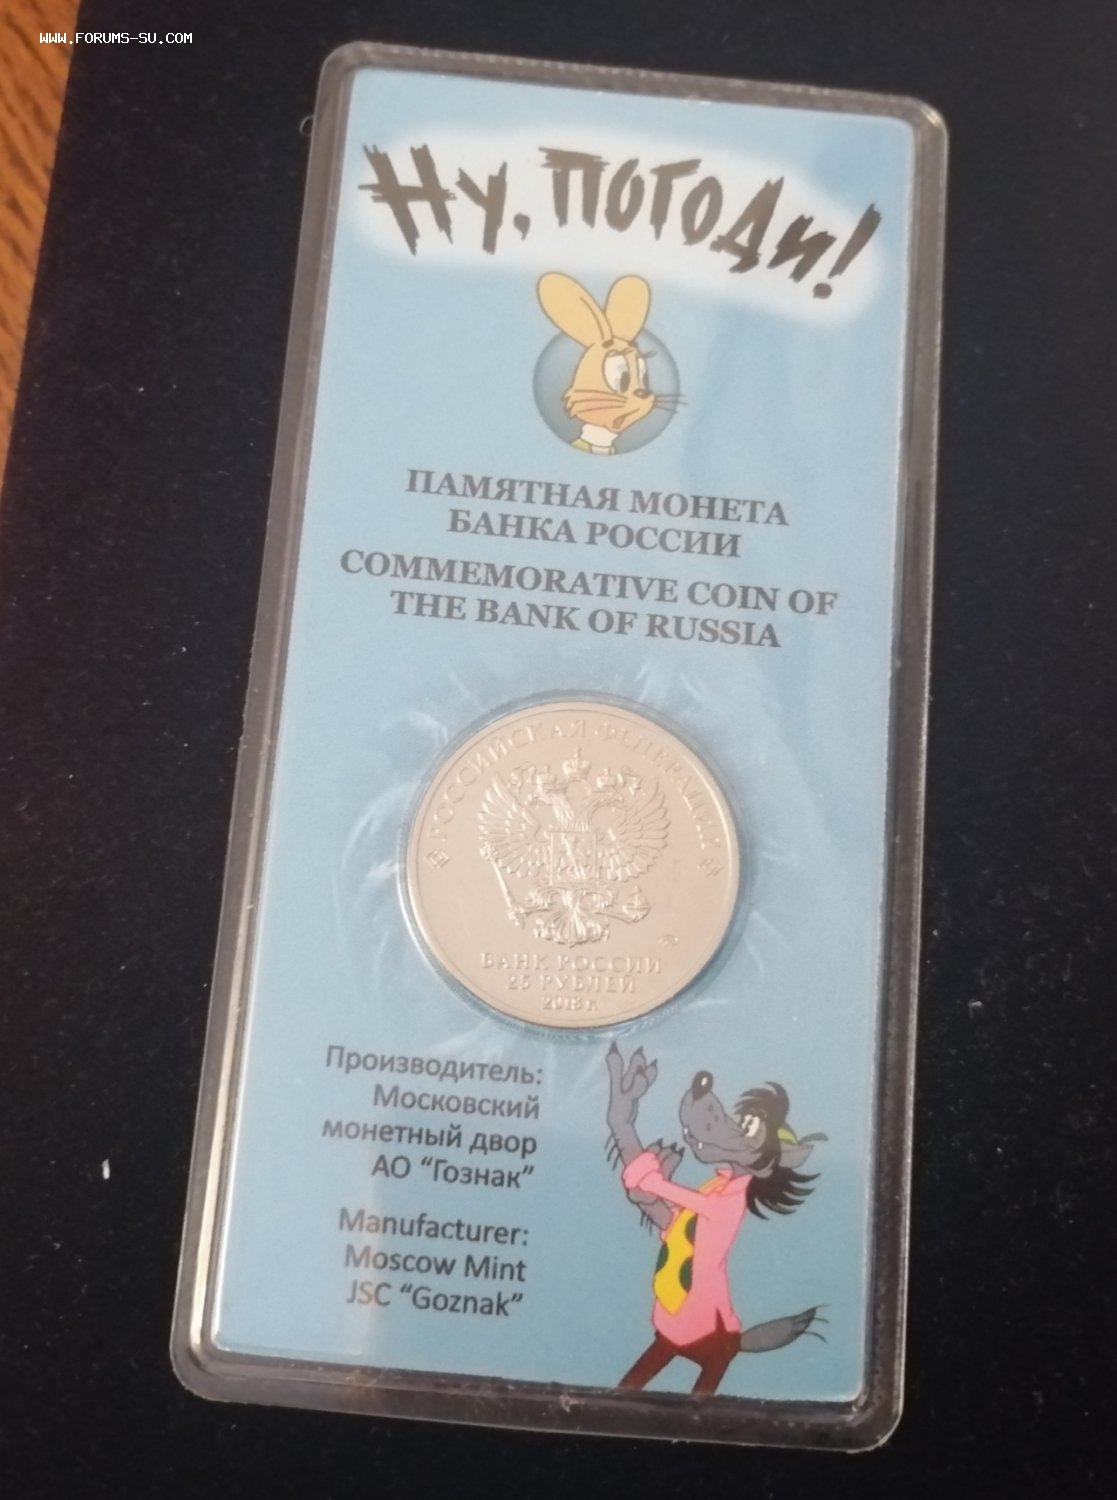 WWW.FORUMS-SU.COM
Ну, погоди!
ПАМЯТНАЯ МОНЕТА
БАНКА РОССИИ
COMMEMORATIVE COIN OF
THE BANK OF RUSSIA
РОССИЙСКАЯ ФЕДЕРАЦИЯ
БАНК РОССИИ
25 РУБЛЕЙ
2018 г.
Производитель:
Московский
монетный двор
АО “Гознак”
Manufacturer:
Moscow Mint
JSC “Goznak”